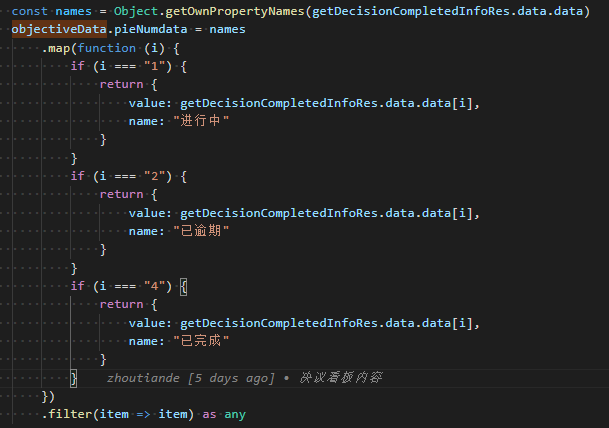 const names = Object.getOwnPropertyNames(getDecisionCompletedInfoRes.data.data)
objectiveData.pieNumdata = names
.map(function (i) {
if (i === "1") {
return {
value: getDecisionCompletedInfoRes.data.data[i],
name: "进行中"
}
}
if (i === "2") {
return {
value: getDecisionCompletedInfoRes.data.data[i],
name: "已逾期"
}
}
if (i === "4") {
return {
value: getDecisionCompletedInfoRes.data.data[i],
name: "已完成"
}
} zhoutiande [5 days ago] • 决议看板内容
})
.filter(item => item) as any